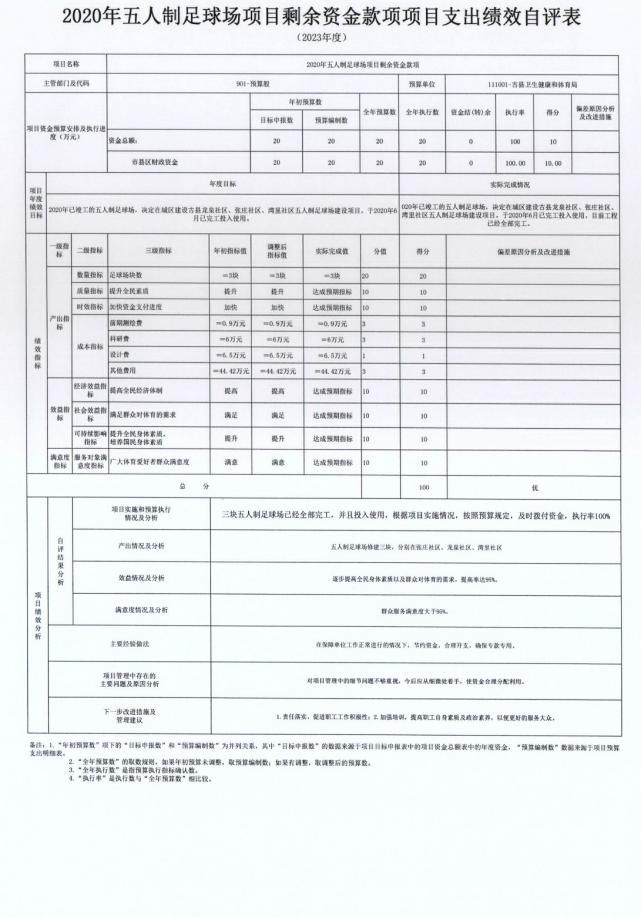 2020年五人制足球场项目剩余资金款项项目支出绩效自评表
（2023年度）
项目名称 2020年五人制足球场项目剩余资金款项
主管部门及代码 901-预算股 预算单位 111001-古县卫生健康和体育局
项目资金预算安排及执行进度（万元） 年初预算数 全年预算数 全年执行数 资金结(转)余 执行率 得分 偏差原因分析及改进措施
目标申报数 预算编制数
资金总额： 20 20 20 20 0 100 10
市县区财政资金 20 20 20 20 0 100.00 10.00
项目年度绩效目标 年度目标 实际完成情况
2020年已竣工的五人制足球场，决定在城区建设古县龙泉社区、张庄社区、湾里社区五人制足球场建设项目。于2020年6月已完工投入使用。
020年已竣工的五人制足球场，决定在城区建设古县龙泉社区、张庄社区、湾里社区五人制足球场建设项目。于2020年6月已完工投入使用，目前工程已经全部完工。
绩效指标 一级指标 二级指标 三级指标 年初指标值 调整后指标值 实际完成值 分值 得分 偏差原因分析及改进措施
产出指标 数量指标 足球场块数 =3块 =3块 =3块 20 20
质量指标 提升全民素质 提升 提升 达成预期指标 10 10
时效指标 加快资金支付进度 加快 加快 达成预期指标 10 10
成本指标 前期测绘费 =0.9万元 =0.9万元 =0.9万元 3 3
科研费 =6万元 =6万元 =6万元 3 3
设计费 =6.5万元 =6.5万元 =6.5万元 1 1
其他费用 =44.42万元 =44.42万元 =44.42万元 3 3
效益指标 经济效益指标 提高全民经济体制 提高 提高 达成预期指标 10 10
社会效益指标 满足群众对体育的需求 满足 满足 达成预期指标 10 10
可持续影响指标 提升全民身体素质。培养国民身体素质 提升 提升 达成预期指标 10 10
满意度指标 服务对象满意度指标 广大体育爱好者群众满意度 满意 满意 达成预期指标 10 10
总 分 100 优
项目绩效分析 自评结果分析 项目实施和预算执行情况及分析 三块五人制足球场已经全部完工，并且投入使用，根据项目实施情况，按照预算规定，及时拨付资金，执行率100%
产出情况及分析 五人制足球场修建三块，分别在张庄社区、龙泉社区、湾里社区
效益情况及分析 逐步提高全民身体素质以及群众对体育的需求，提高率达95%。
满意度情况及分析 群众服务满意度大于95%。
主要经验做法 在保障单位工作正常进行的情况下，节约资金，合理开支，确保专款专用。
项目管理中存在的主要问题及原因分析 对项目管理中的细节问题不够重视，今后应从细微处着手，使资金合理分配利用。
下一步改进措施及管理建议 1.责任落实，促进职工工作积极性；2.加强培训，提高职工自身素质及政治素养，以便更好的服务大众。
备注：1.“年初预算数”项下的“目标申报数”和“预算编制数”为并列关系，其中“目标申报数”的数据来源于项目目标申报表中的项目资金总额表中的年度资金，“预算编制数”数据来源于项目预算
支出明细表。
2.“全年预算数”的取数规则，如果年初预算未调整，取预算编制数；如果有调整，取调整后的预算数。
3.“全年执行数”是指预算执行指标确认数。
4.“执行率”是执行数与“全年预算数”相比较。